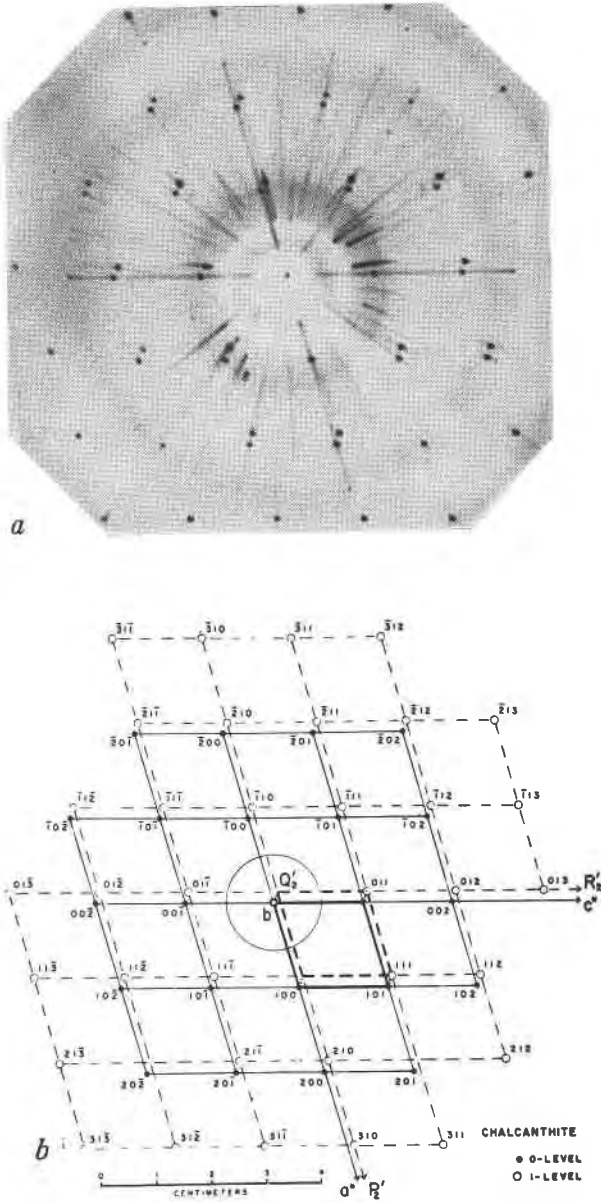 a
3̄11̄ 3̄10 3̄11 3̄12
2̄11̄ 2̄10 2̄11 2̄12 2̄13
2̄01̄ 2̄00 2̄01 2̄02
1̄12̄ 1̄11̄ 1̄10 1̄11 1̄12 1̄13
1̄02̄ 1̄01̄ 1̄00 1̄01 1̄02
013̄ 012̄ 011̄ Q₂' 011 012 013 R₂'
002̄ 001̄ b 002 c*
113̄ 112̄ 111̄ 111 112
102̄ 101̄ 100 101 102
213̄ 211̄ 210 212
202̄ 201̄ 200 201
313̄ 312̄ 311̄ 310 311
b
CHALCANTHITE
0-LEVEL
1-LEVEL
0 1 2 3 4
CENTIMETERS
a* P₂'